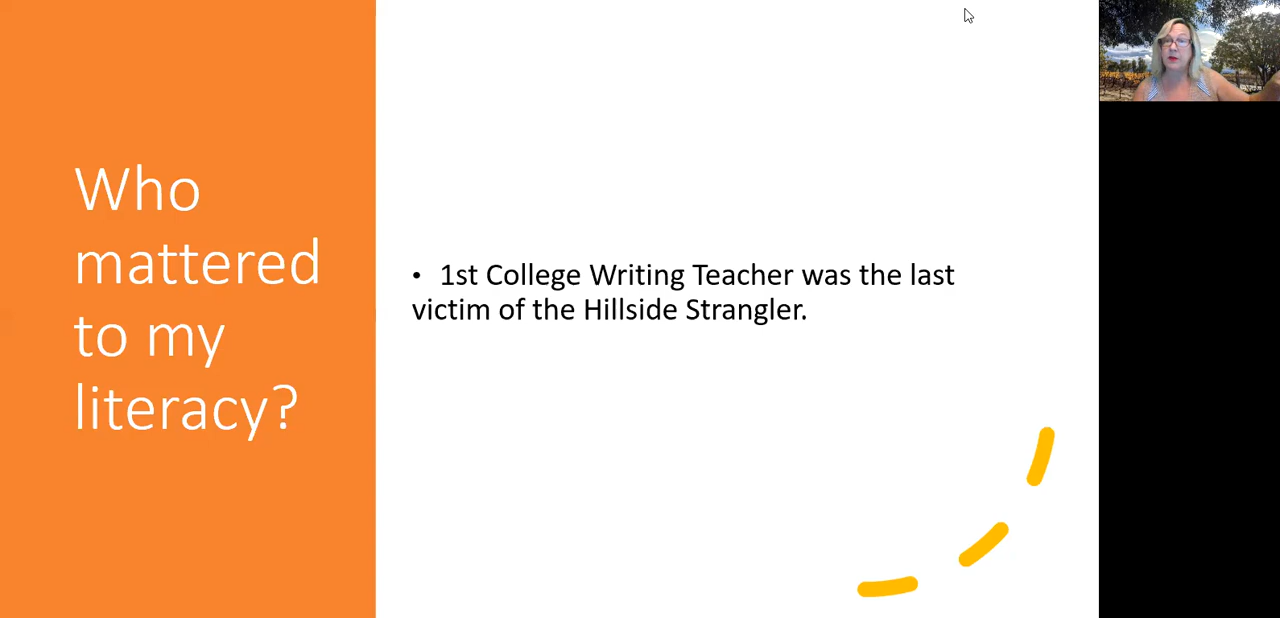 Who
mattered
to my
literacy?
• 1st College Writing Teacher was the last
victim of the Hillside Strangler.